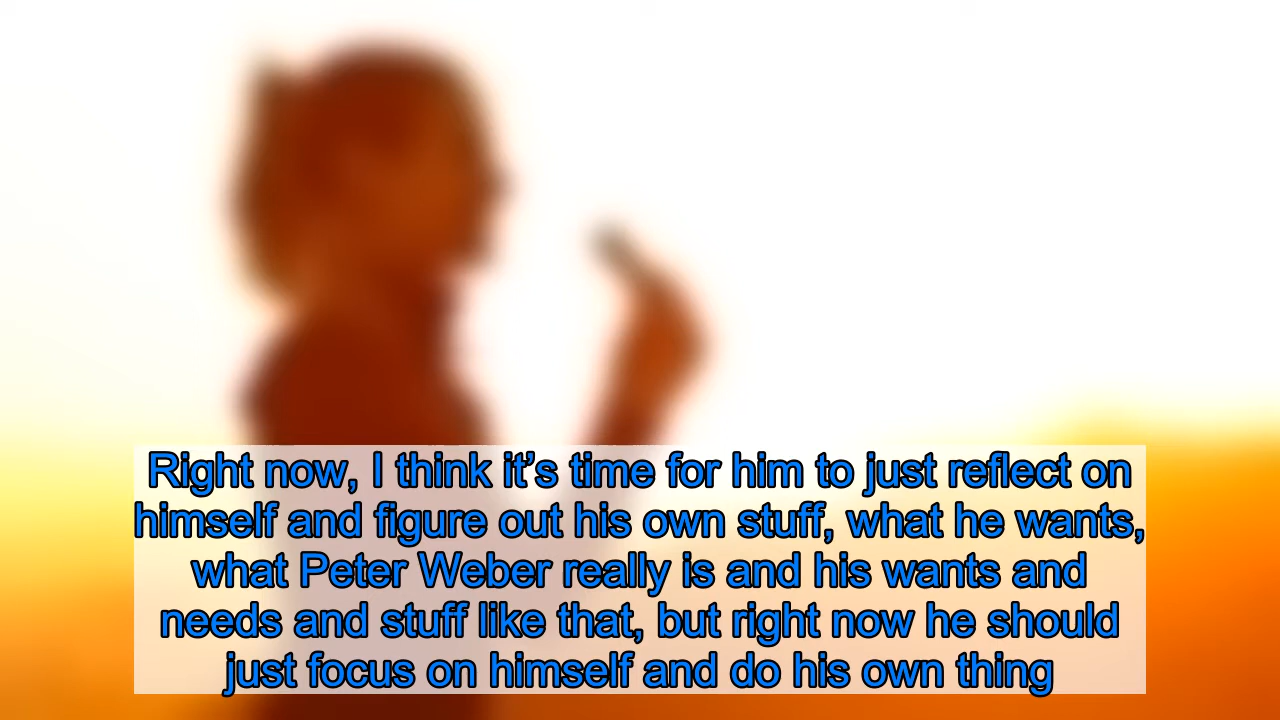 Right now, I think it’s time for him to just reflect on
himself and figure out his own stuff, what he wants,
what Peter Weber really is and his wants and
needs and stuff like that, but right now he should
just focus on himself and do his own thing